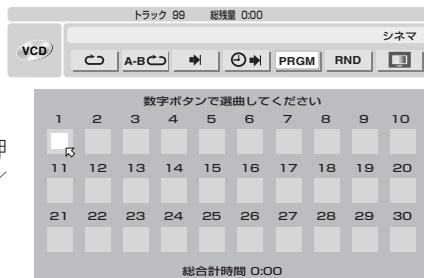 トラック 99 総残量 0:00
シネマ
VCD
A-B PRGM RND
数字ボタンで選曲してください
1 2 3 4 5 6 7 8 9 10
押
11 12 13 14 15 16 17 18 19 20
21 22 23 24 25 26 27 28 29 30
総合計時間 0:00